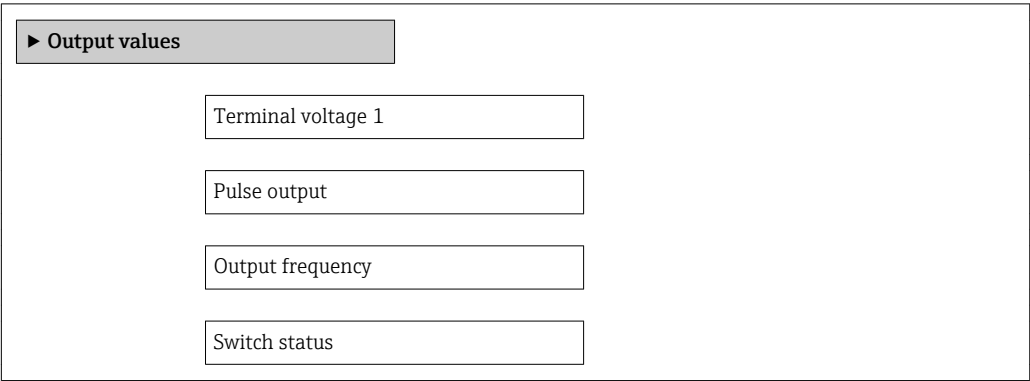 ▶ Output values
Terminal voltage 1
Pulse output
Output frequency
Switch status